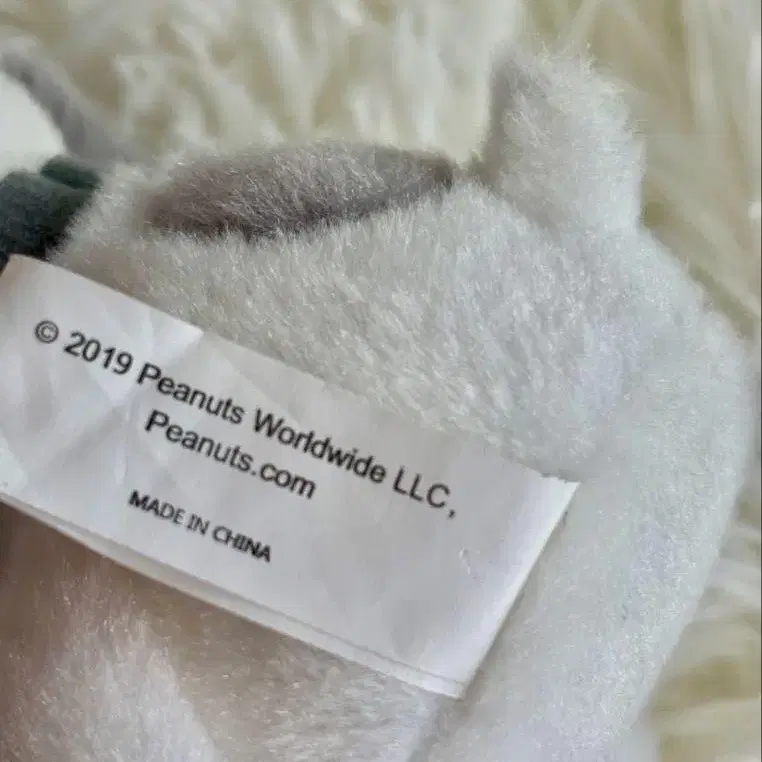 © 2019 Peanuts Worldwide LLC,
Peanuts.com
MADE IN CHINA